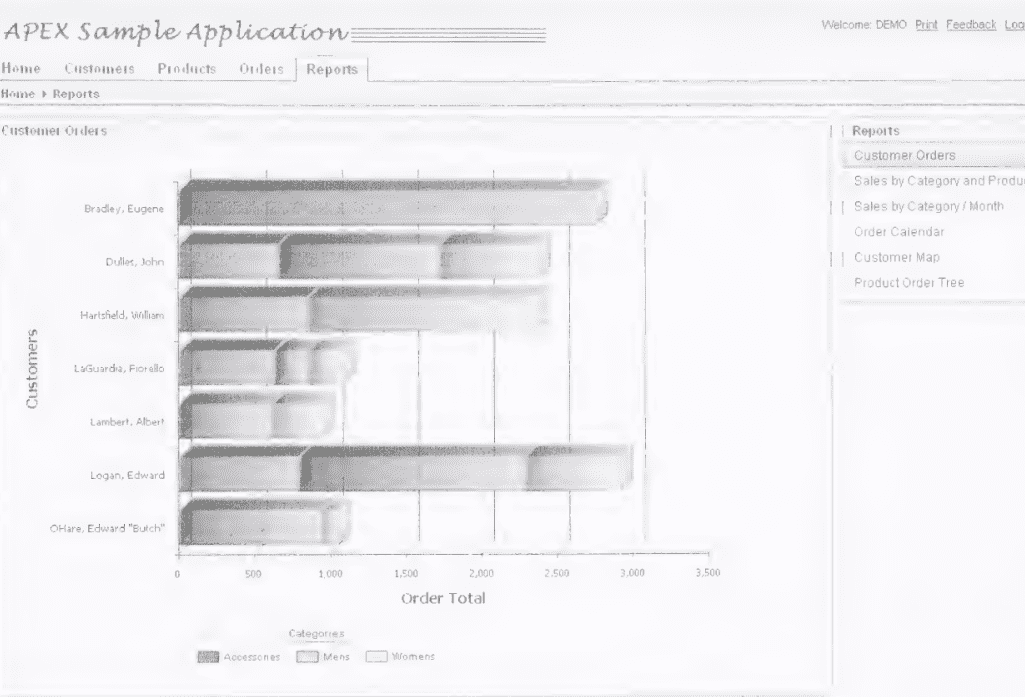 APEX Sample Application
Welcome: DEMO Print Feedback
Home Customers Products Orders Reports
Home Reports
Customer Orders
Reports
Customer Orders
Sales by Category and
Sales by Category / Month
Order Calendar
Customer Map
Product Order Tree
Customers
Bradley, Eugene
Dulles, John
Hartsfield, William
LaGuardia, Fiorello
Lambert, Albert
Logan, Edward
OHare, Edward "Butch"
0 500 1,000 1,500 2,000 2,500 3,000 3,500
Order Total
Categories
Accessories Mens Womens